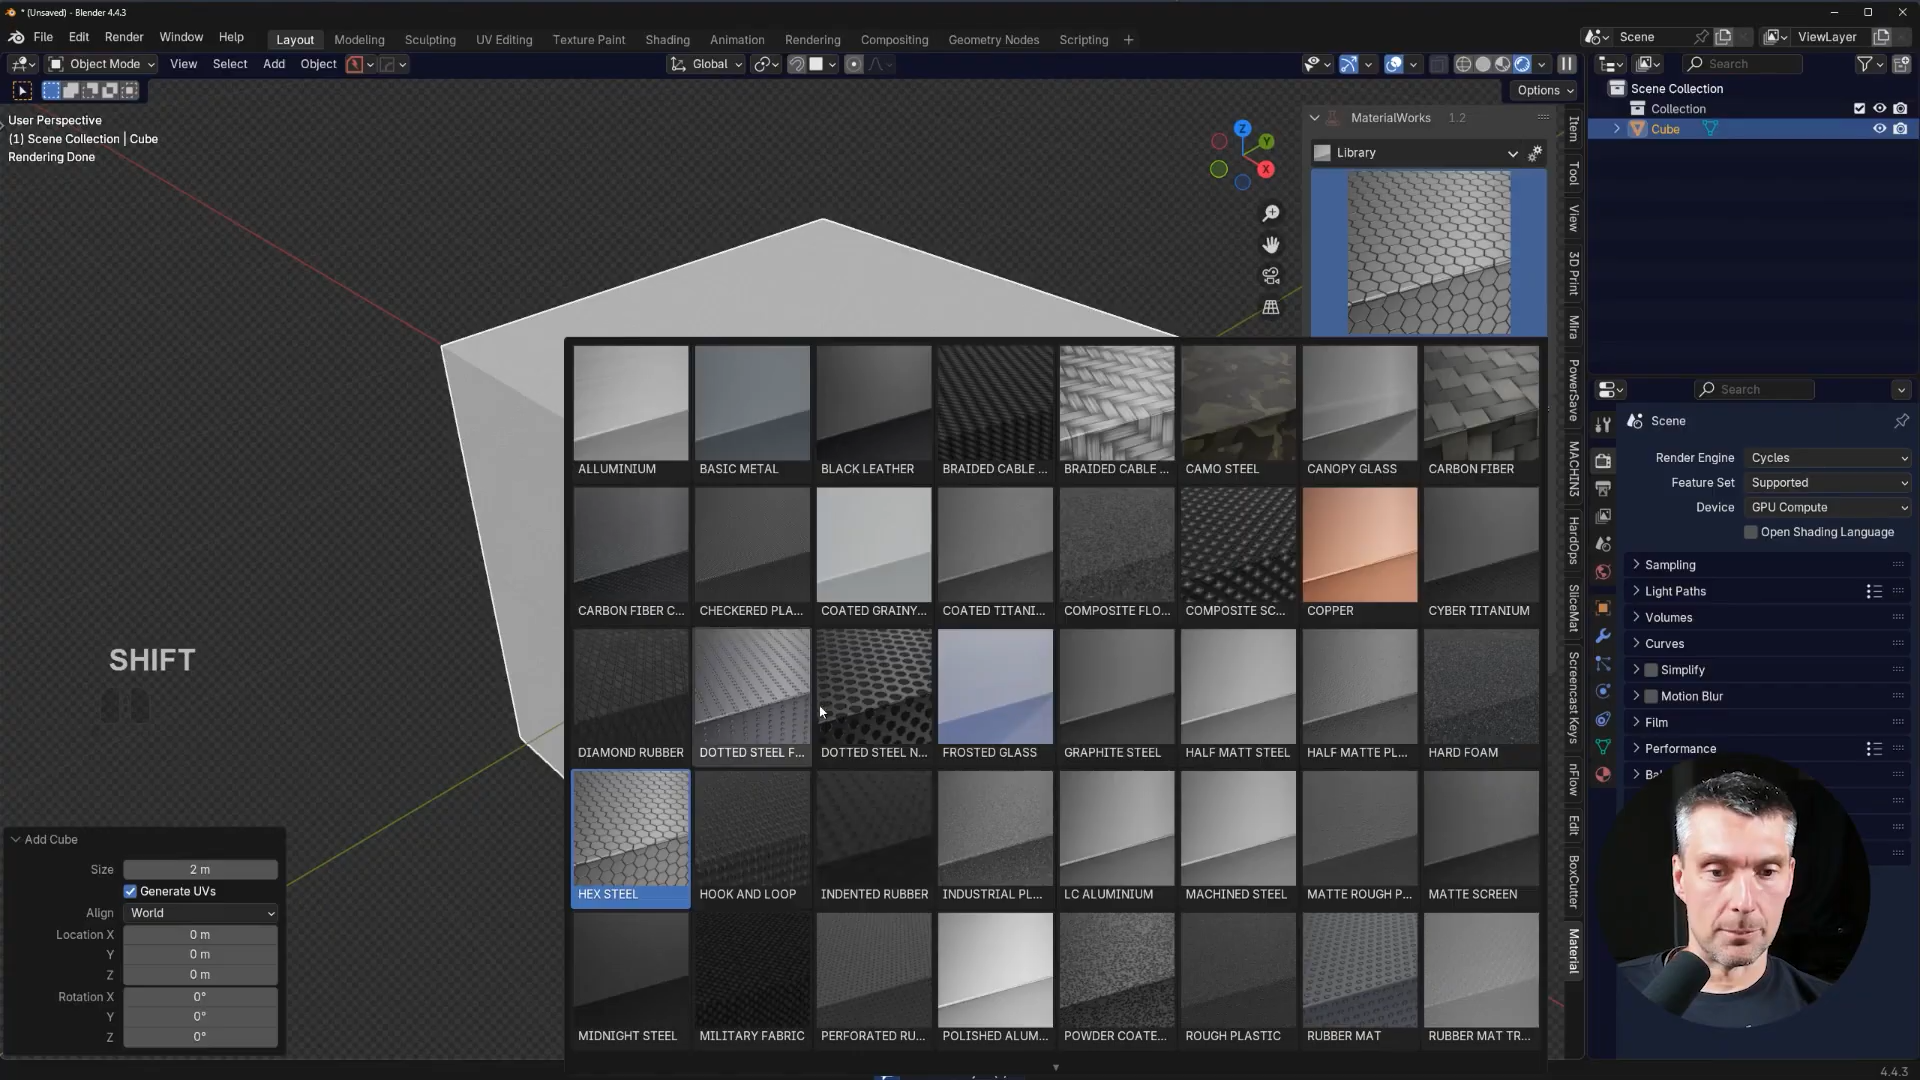 * (Unsaved) - Blender 4.4.3
File Edit Render Window Help
Layout Modeling Sculpting UV Editing Texture Paint Shading Animation Rendering Compositing Geometry Nodes Scripting +
Scene
ViewLayer
Object Mode
View Select Add Object
Global
Search
Options
User Perspective
(1) Scene Collection | Cube
Rendering Done
Z
Y
X
MaterialWorks 1.2
Library
Item
Tool
View
3D Print
Mira
PowerSave
MACHIN3
HardOps
SliceMat
Screencast Keys
nFlow
Edit
BoxCutter
Material
Scene Collection
Collection
Cube
Search
Scene
Render Engine Cycles
Feature Set Supported
Device GPU Compute
Open Shading Language
Sampling
Light Paths
Volumes
Curves
Simplify
Motion Blur
Film
Performance
ALLUMINIUM BASIC METAL BLACK LEATHER BRAIDED CABLE ... BRAIDED CABLE ... CAMO STEEL CANOPY GLASS CARBON FIBER
CARBON FIBER C... CHECKERED PLA... COATED GRAINY... COATED TITANI... COMPOSITE FLO... COMPOSITE SC... COPPER CYBER TITANIUM
DIAMOND RUBBER DOTTED STEEL F... DOTTED STEEL N... FROSTED GLASS GRAPHITE STEEL HALF MATT STEEL HALF MATTE PL... HARD FOAM
HEX STEEL HOOK AND LOOP INDENTED RUBBER INDUSTRIAL PL... LC ALUMINIUM MACHINED STEEL MATTE ROUGH P... MATTE SCREEN
MIDNIGHT STEEL MILITARY FABRIC PERFORATED RU... POLISHED ALUM... POWDER COATE... ROUGH PLASTIC RUBBER MAT RUBBER MAT TR...
SHIFT
Add Cube
Size 2 m
Generate UVs
Align World
Location X 0 m
Y 0 m
Z 0 m
Rotation X 0°
Y 0°
Z 0°
4.4.3